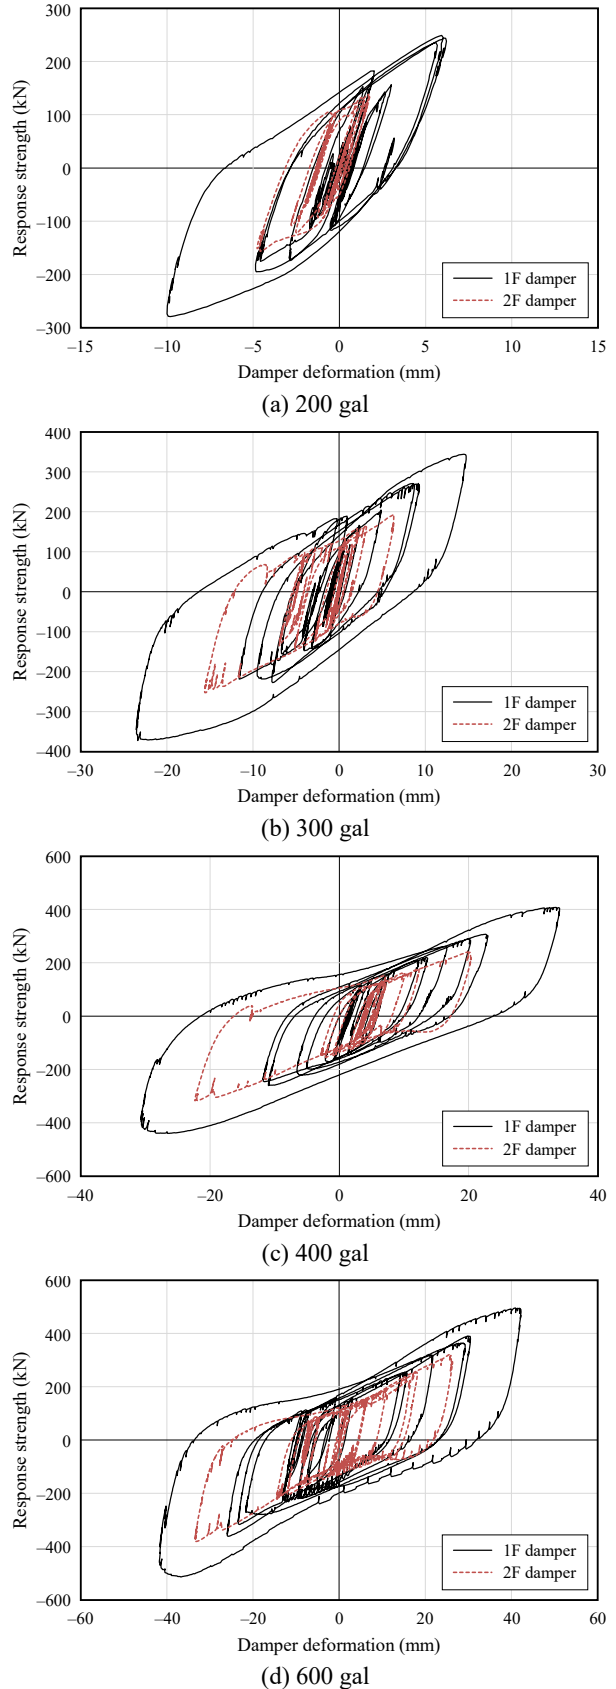 300
200
100
0
–100
–200
–300
Response strength (kN)
1F damper
2F damper
–15 –10 –5 0 5 10 15
Damper deformation (mm)
(a) 200 gal
400
300
200
100
0
–100
–200
–300
–400
Response strength (kN)
1F damper
2F damper
–30 –20 –10 0 10 20 30
Damper deformation (mm)
(b) 300 gal
600
400
200
0
–200
–400
–600
Response strength (kN)
1F damper
2F damper
–40 –20 0 20 40
Damper deformation (mm)
(c) 400 gal
600
400
200
0
–200
–400
–600
Response strength (kN)
1F damper
2F damper
–60 –40 –20 0 20 40 60
Damper deformation (mm)
(d) 600 gal